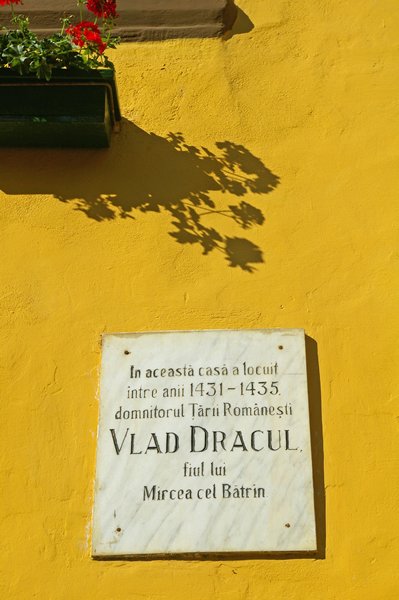 In această casă a locuit
între anii 1431-1435,
domnitorul Țării Românești
VLAD DRACUL,
fiul lui
Mircea cel Bătrîn